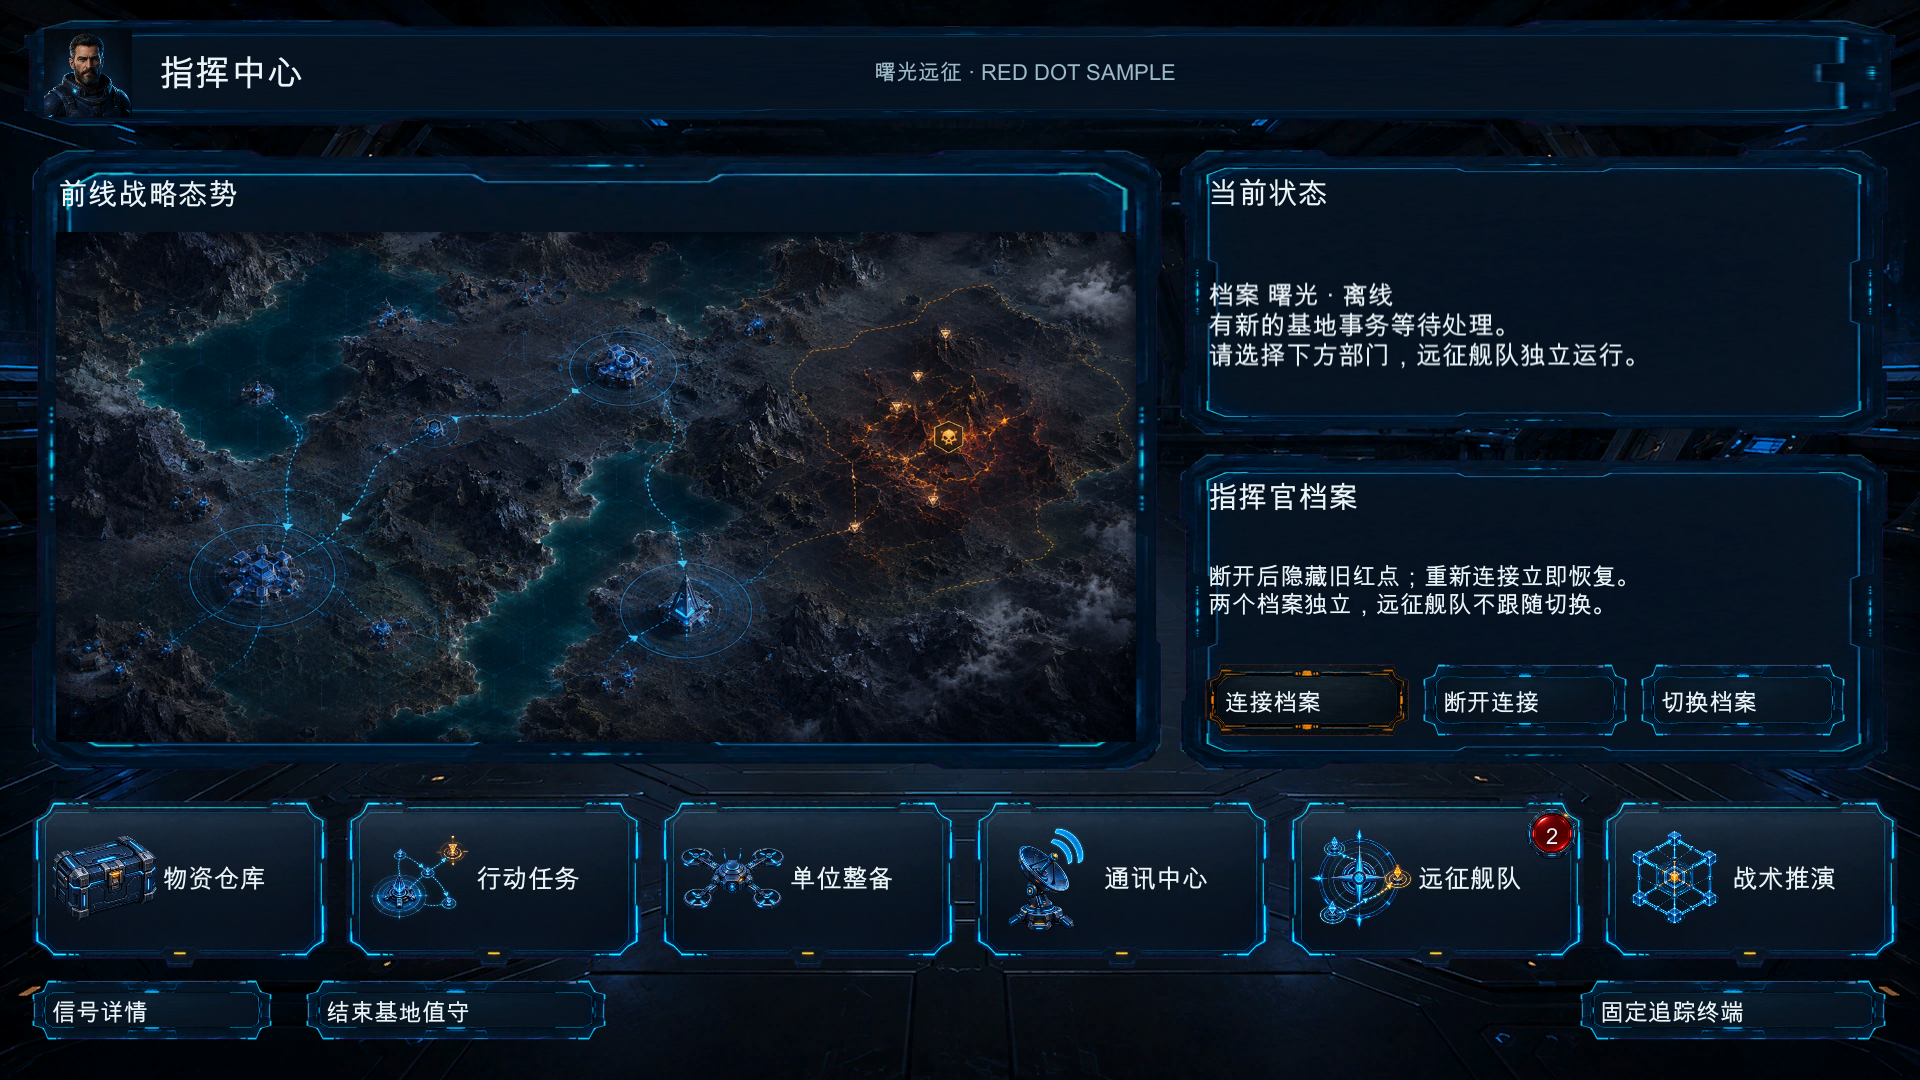 指挥中心
曙光远征 · RED DOT SAMPLE
前线战略态势
当前状态
档案 曙光 · 离线
有新的基地事务等待处理。
请选择下方部门，远征舰队独立运行。
指挥官档案
断开后隐藏旧红点；重新连接立即恢复。
两个档案独立，远征舰队不跟随切换。
连接档案
断开连接
切换档案
物资仓库
行动任务
单位整备
通讯中心
远征舰队
2
战术推演
信号详情
结束基地值守
固定追踪终端